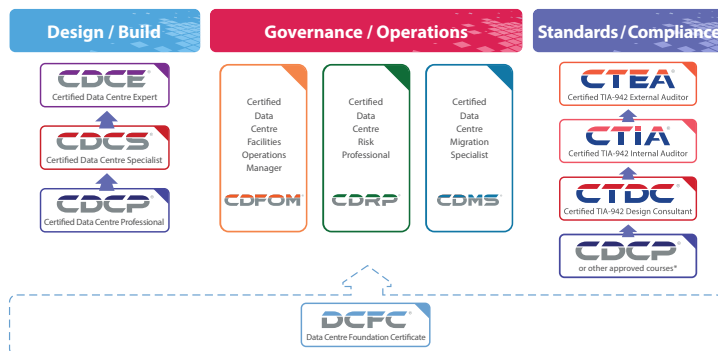 Design / Build
CDCE®
Certified Data Centre Expert
CDCS®
Certified Data Centre Specialist
CDCP®
Certified Data Centre Professional
Governance / Operations
Certified
Data
Centre
Facilities
Operations
Manager
CDFOM®
Certified
Data
Centre
Risk
Professional
CDRP®
Certified
Data
Centre
Migration
Specialist
CDMS®
Standards / Compliance
CTEA®
Certified TIA-942 External Auditor
CTIA®
Certified TIA-942 Internal Auditor
CTDC®
Certified TIA-942 Design Consultant
CDCP®
or other approved courses*
DCFC®
Data Centre Foundation Certificate